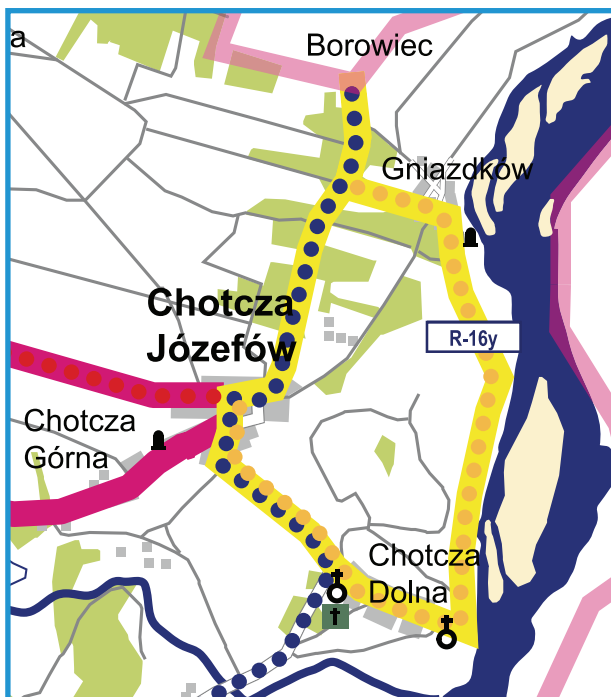 a
Borowiec
Gniazdków
Chotcza
Józefów
R-16y
Chotcza
Górna
Chotcza
Dolna